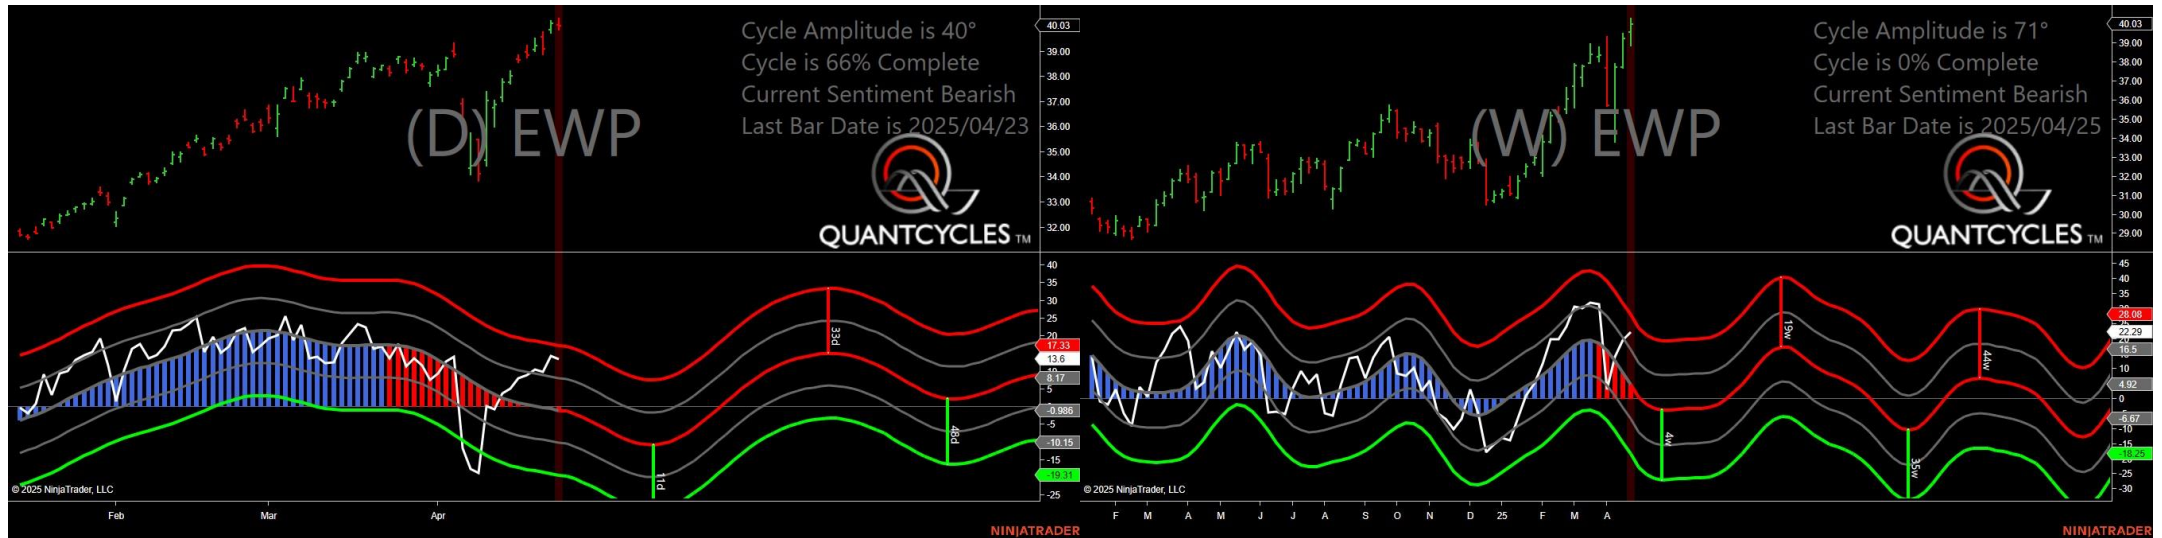 Cycle Amplitude is 40°
Cycle is 66% Complete
Current Sentiment Bearish
Last Bar Date is 2025/04/23
(D) EWP
QUANTCYCLES TM
40.03
39.00
38.00
37.00
36.00
35.00
34.00
33.00
32.00
40
35
30
25
20
17.33
13.6
8.17
5
-0.986
-5
-10.15
-15
-19.31
-25
33d
48d
11d
© 2025 NinjaTrader, LLC
Feb Mar Apr
NINJATRADER
Cycle Amplitude is 71°
Cycle is 0% Complete
Current Sentiment Bearish
Last Bar Date is 2025/04/25
(W) EWP
QUANTCYCLES TM
40.03
39.00
38.00
37.00
36.00
35.00
34.00
33.00
32.00
31.00
30.00
29.00
45
40
35
28.08
22.29
16.5
10
4.92
0
-6.67
-10
-15
-18.25
-25
-30
19w
44w
4w
35w
© 2025 NinjaTrader, LLC
F M A M J J A S O N D 25 F M A
NINJATRADER